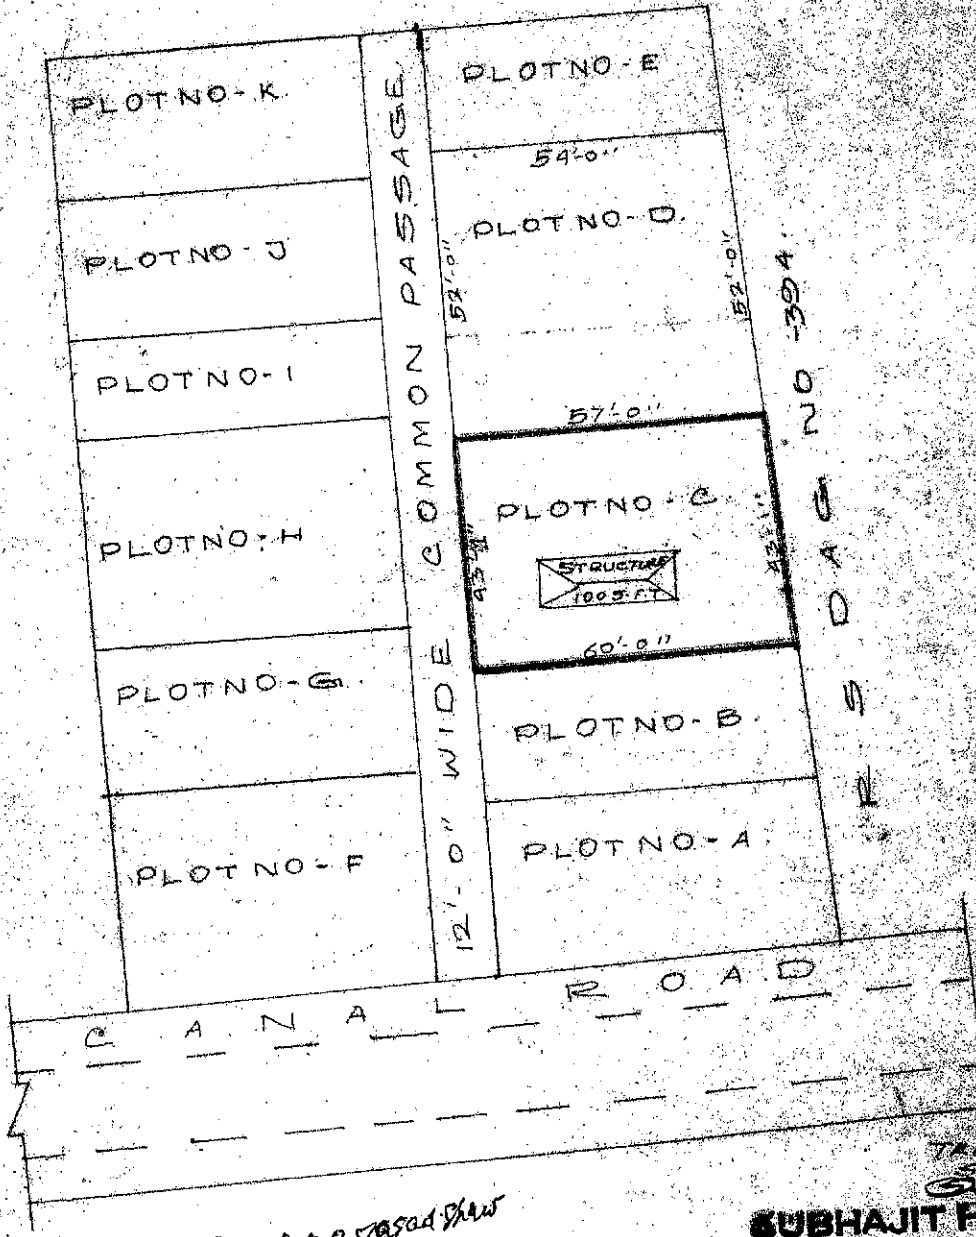 PLOT NO - K
PLOT NO - E
54'-0"
PLOT NO - J
PLOT NO - D.
52'-0"
52'-0"
PLOT NO - I
57'-0"
PLOT NO - H
PLOT NO - C
43'-1"
STRUCTURE
100 S.F.T
60'-0"
PLOT NO - G
PLOT NO - B.
PLOT NO - F
PLOT NO - A.
12'-0" WIDE COMMON PASSAGE
R S DAG NO - 394.
CANAL ROAD
Shaw
SUBHAJIT